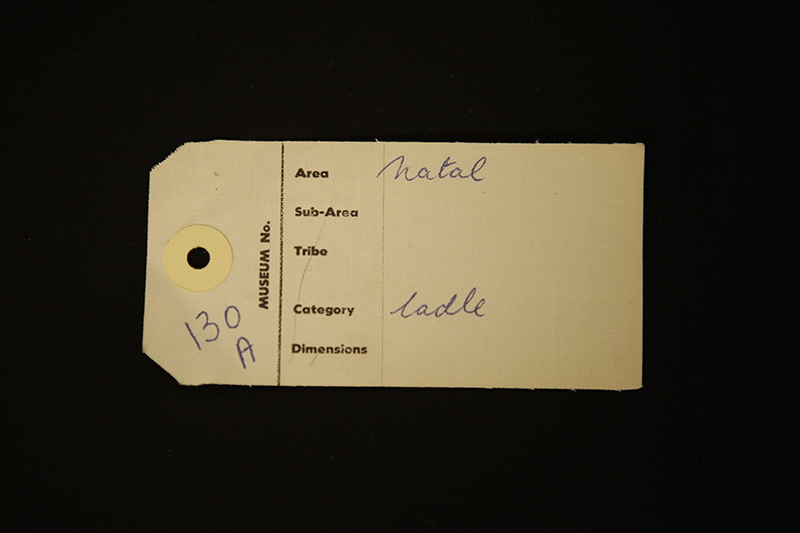 MUSEUM No.
130
A
Area Natal
Sub-Area
Tribe
Category ladle
Dimensions